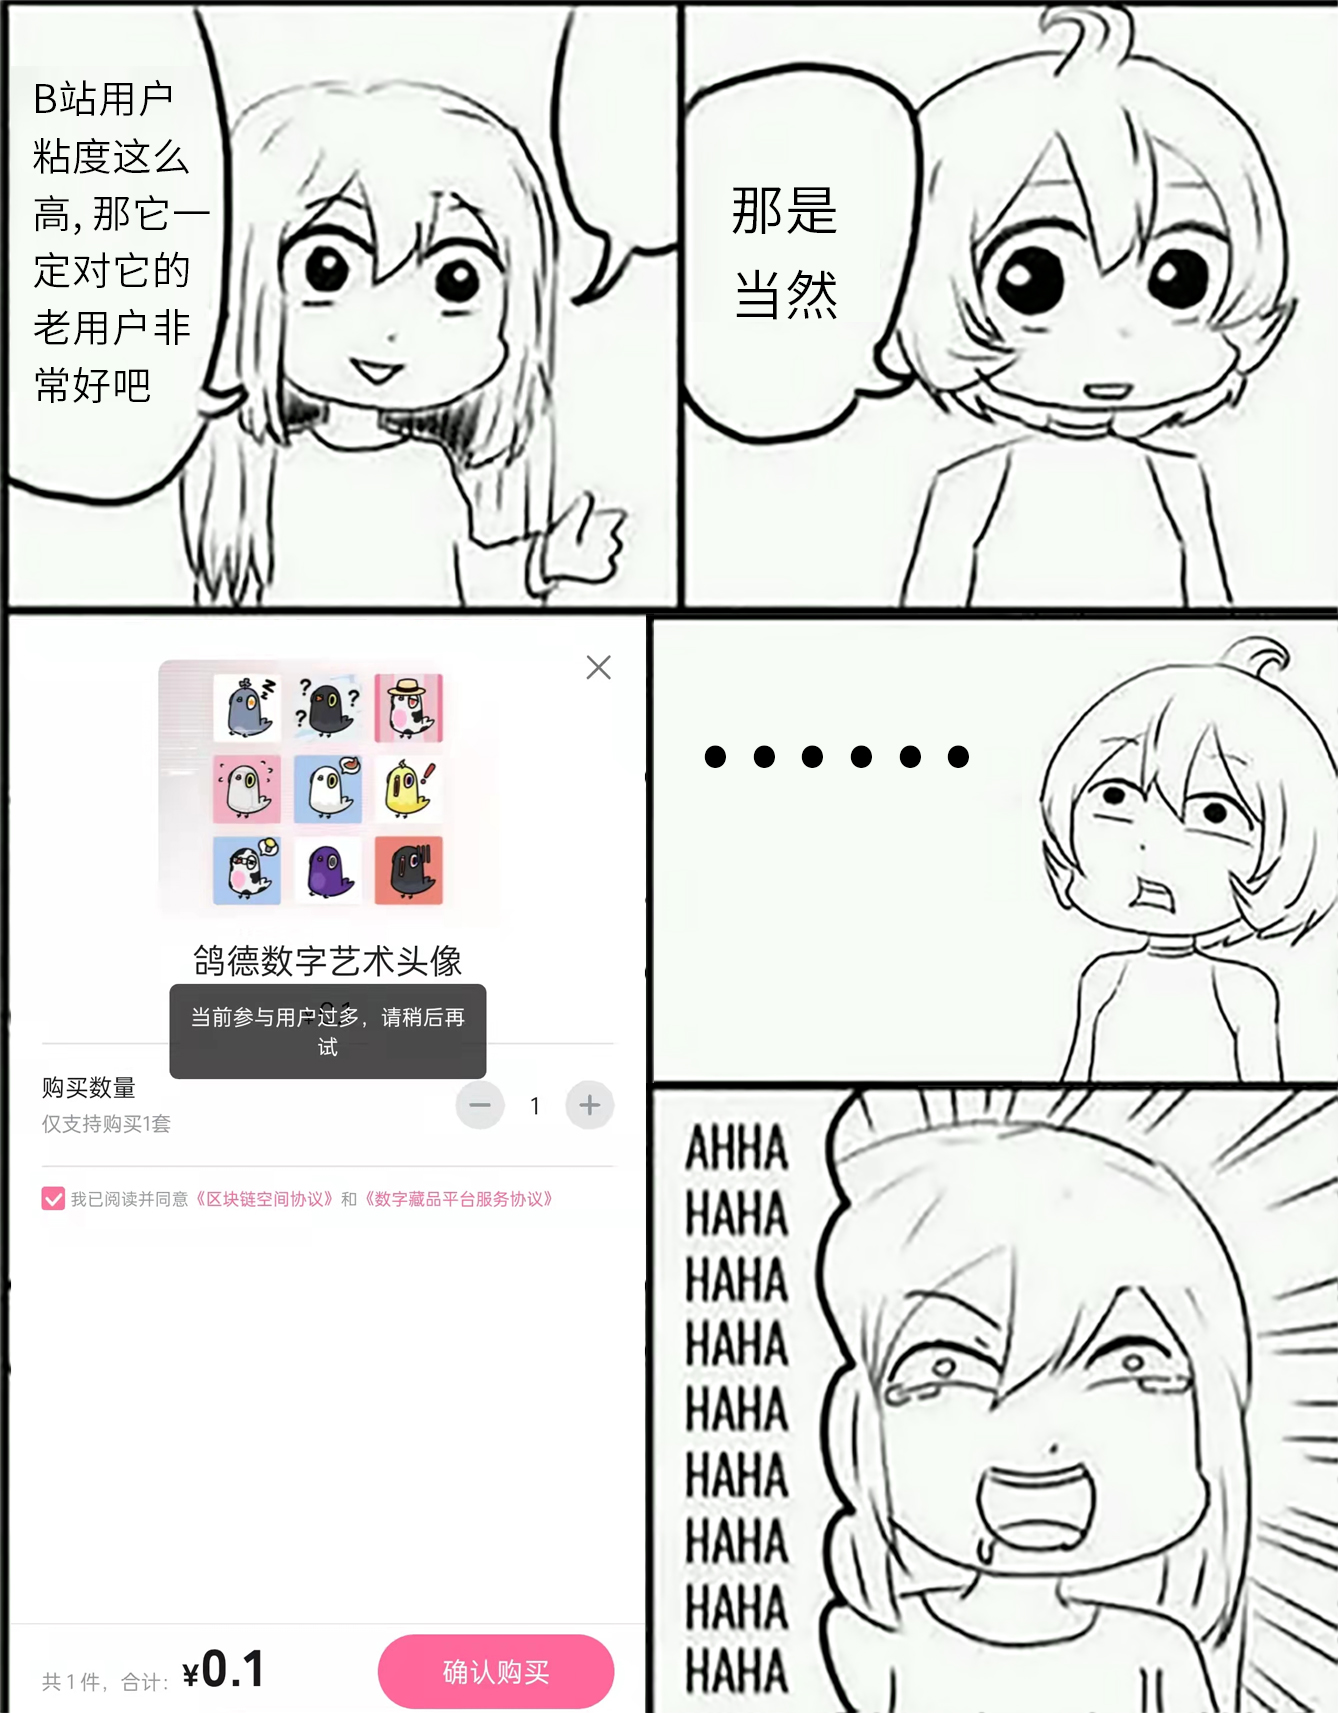 B站用户
粘度这么
高，那它一
定对它的
老用户非
常好吧
那是
当然
鸽德数字艺术头像
当前参与用户过多，请稍后再
试
购买数量
仅支持购买1套
1
我已阅读并同意《区块链空间协议》和《数字藏品平台服务协议》
共1件，合计：¥0.1
确认购买
● ● ● ● ● ●
AHHA
HAHA
HAHA
HAHA
HAHA
HAHA
HAHA
HAHA
HAHA